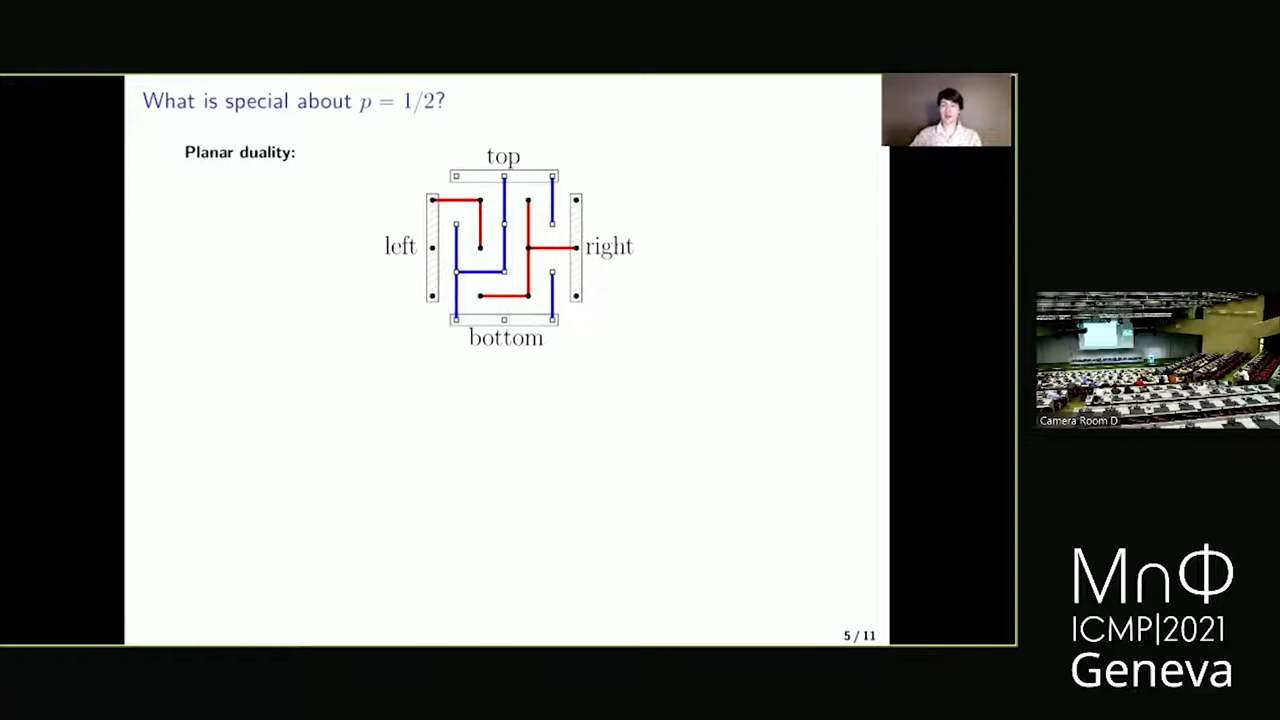 What is special about p = 1/2?
Planar duality:
top
left
right
bottom
5 / 11
Camera Room D
M∩Φ
ICMP|2021
Geneva